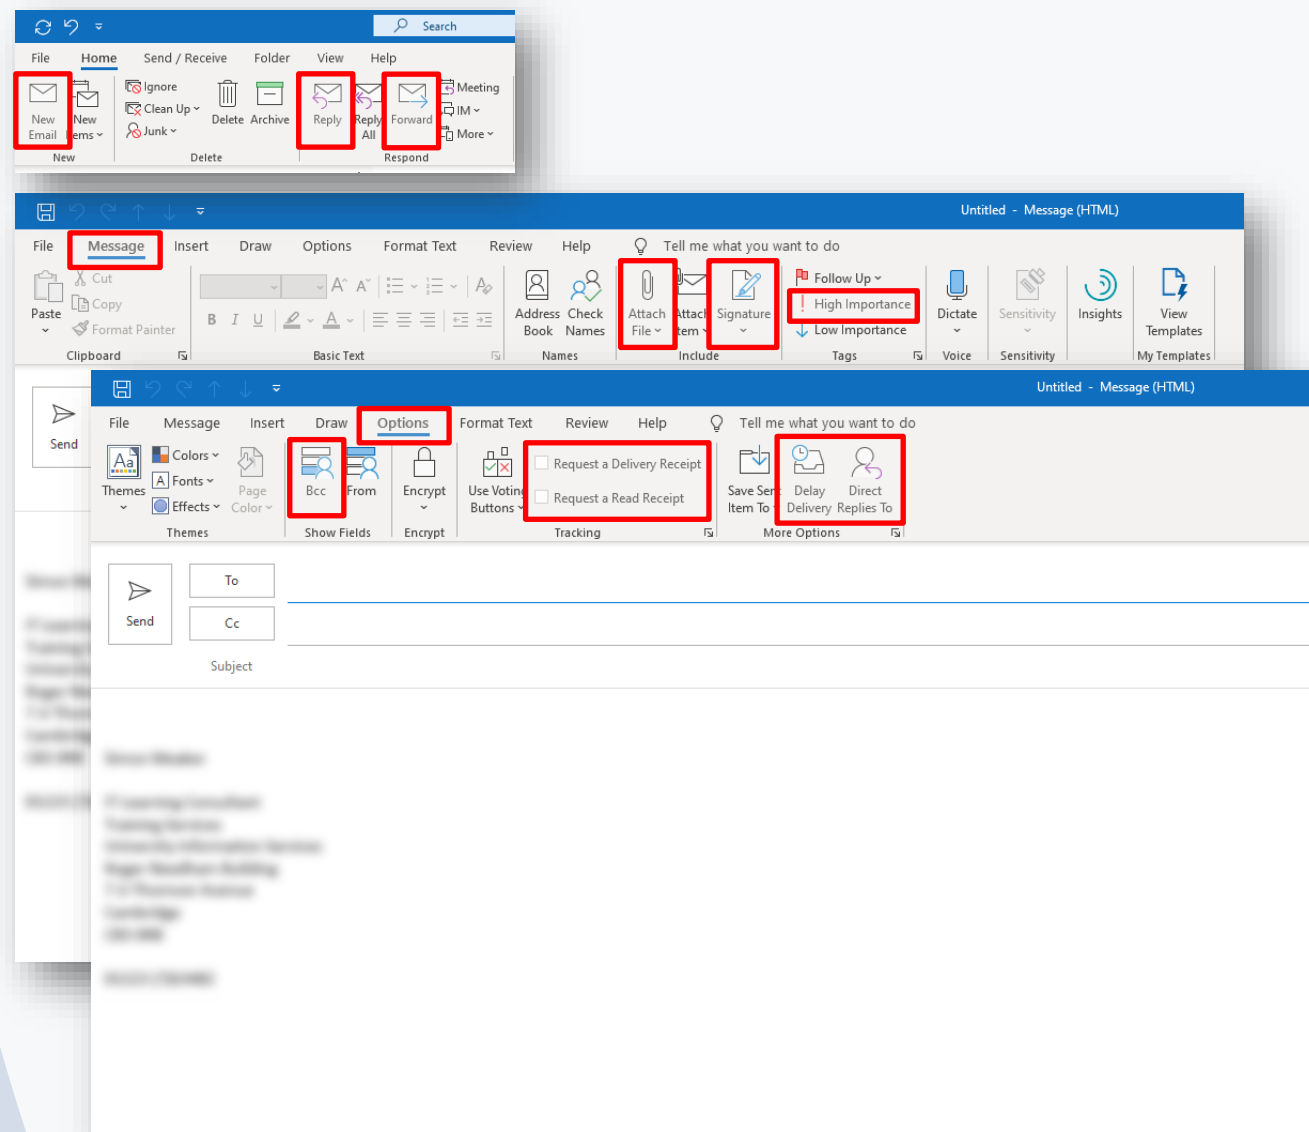 Search
File Home Send / Receive Folder View Help
New Email
New Items
Ignore
Clean Up
Junk
Delete Archive
Reply
Reply All
Forward
Meeting
IM
More
New Delete Respond
Untitled - Message (HTML)
File Message Insert Draw Options Format Text Review Help Tell me what you want to do
Paste
Cut
Copy
Format Painter
B I U A A A A
Address Book
Check Names
Attach File
Attach Item
Signature
Follow Up
High Importance
Low Importance
Dictate
Sensitivity
Insights
View Templates
Clipboard Basic Text Names Include Tags Voice Sensitivity My Templates
Send
Untitled - Message (HTML)
File Message Insert Draw Options Format Text Review Help Tell me what you want to do
Aa
Themes
Colors
A Fonts
Effects
Page Color
Bcc From
Encrypt
Use Voting Buttons
Request a Delivery Receipt
Request a Read Receipt
Save Sent Item To
Delay Delivery
Direct Replies To
Themes Show Fields Encrypt Tracking More Options
Send
To
Cc
Subject